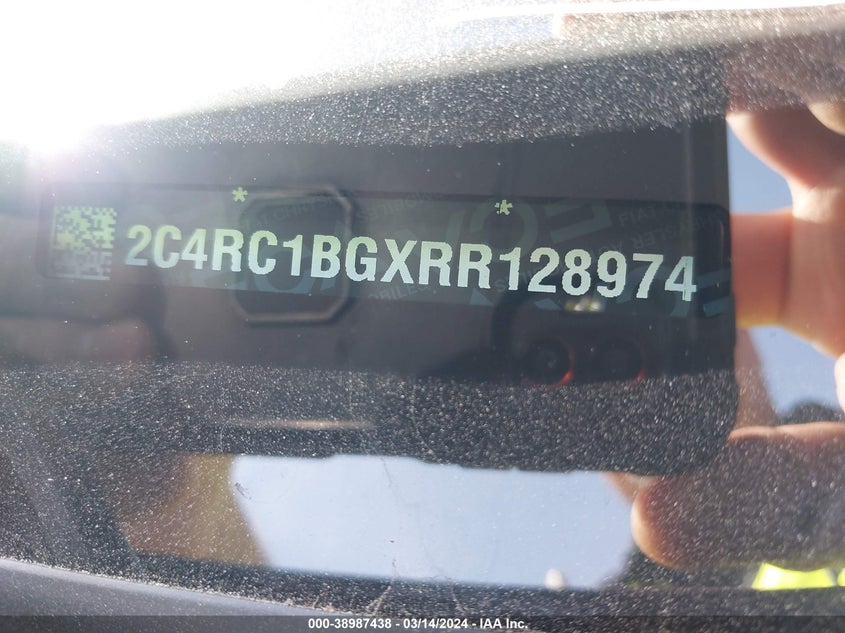 * *
2C4RC1BGXRR128974
000-38987438 - 03/14/2024 - IAA Inc.